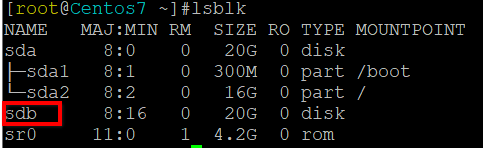 [root@Centos7 ~]#lsblk
NAME   MAJ:MIN RM  SIZE RO TYPE MOUNTPOINT
sda      8:0    0   20G  0 disk
├─sda1   8:1    0  300M  0 part /boot
└─sda2   8:2    0   16G  0 part /
sdb      8:16   0   20G  0 disk
sr0     11:0    1  4.2G  0 rom